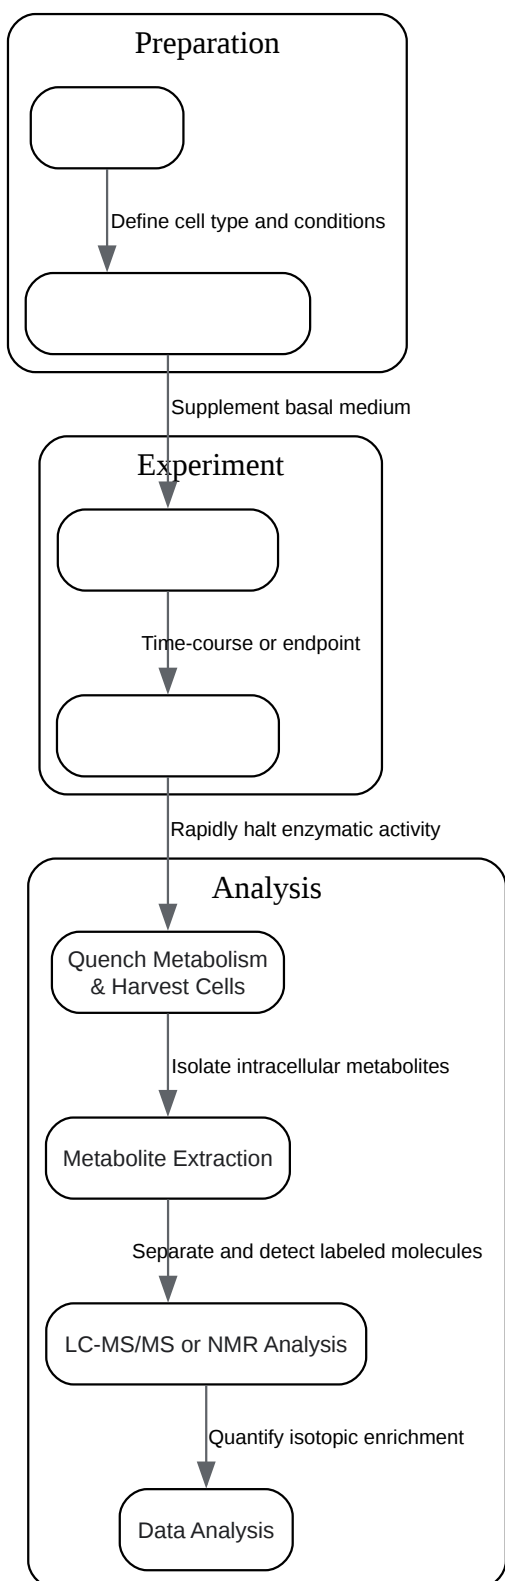 Preparation
Define cell type and conditions
Supplement basal medium
Experiment
Time-course or endpoint
Rapidly halt enzymatic activity
Analysis
Quench Metabolism
& Harvest Cells
Isolate intracellular metabolites
Metabolite Extraction
Separate and detect labeled molecules
LC-MS/MS or NMR Analysis
Quantify isotopic enrichment
Data Analysis